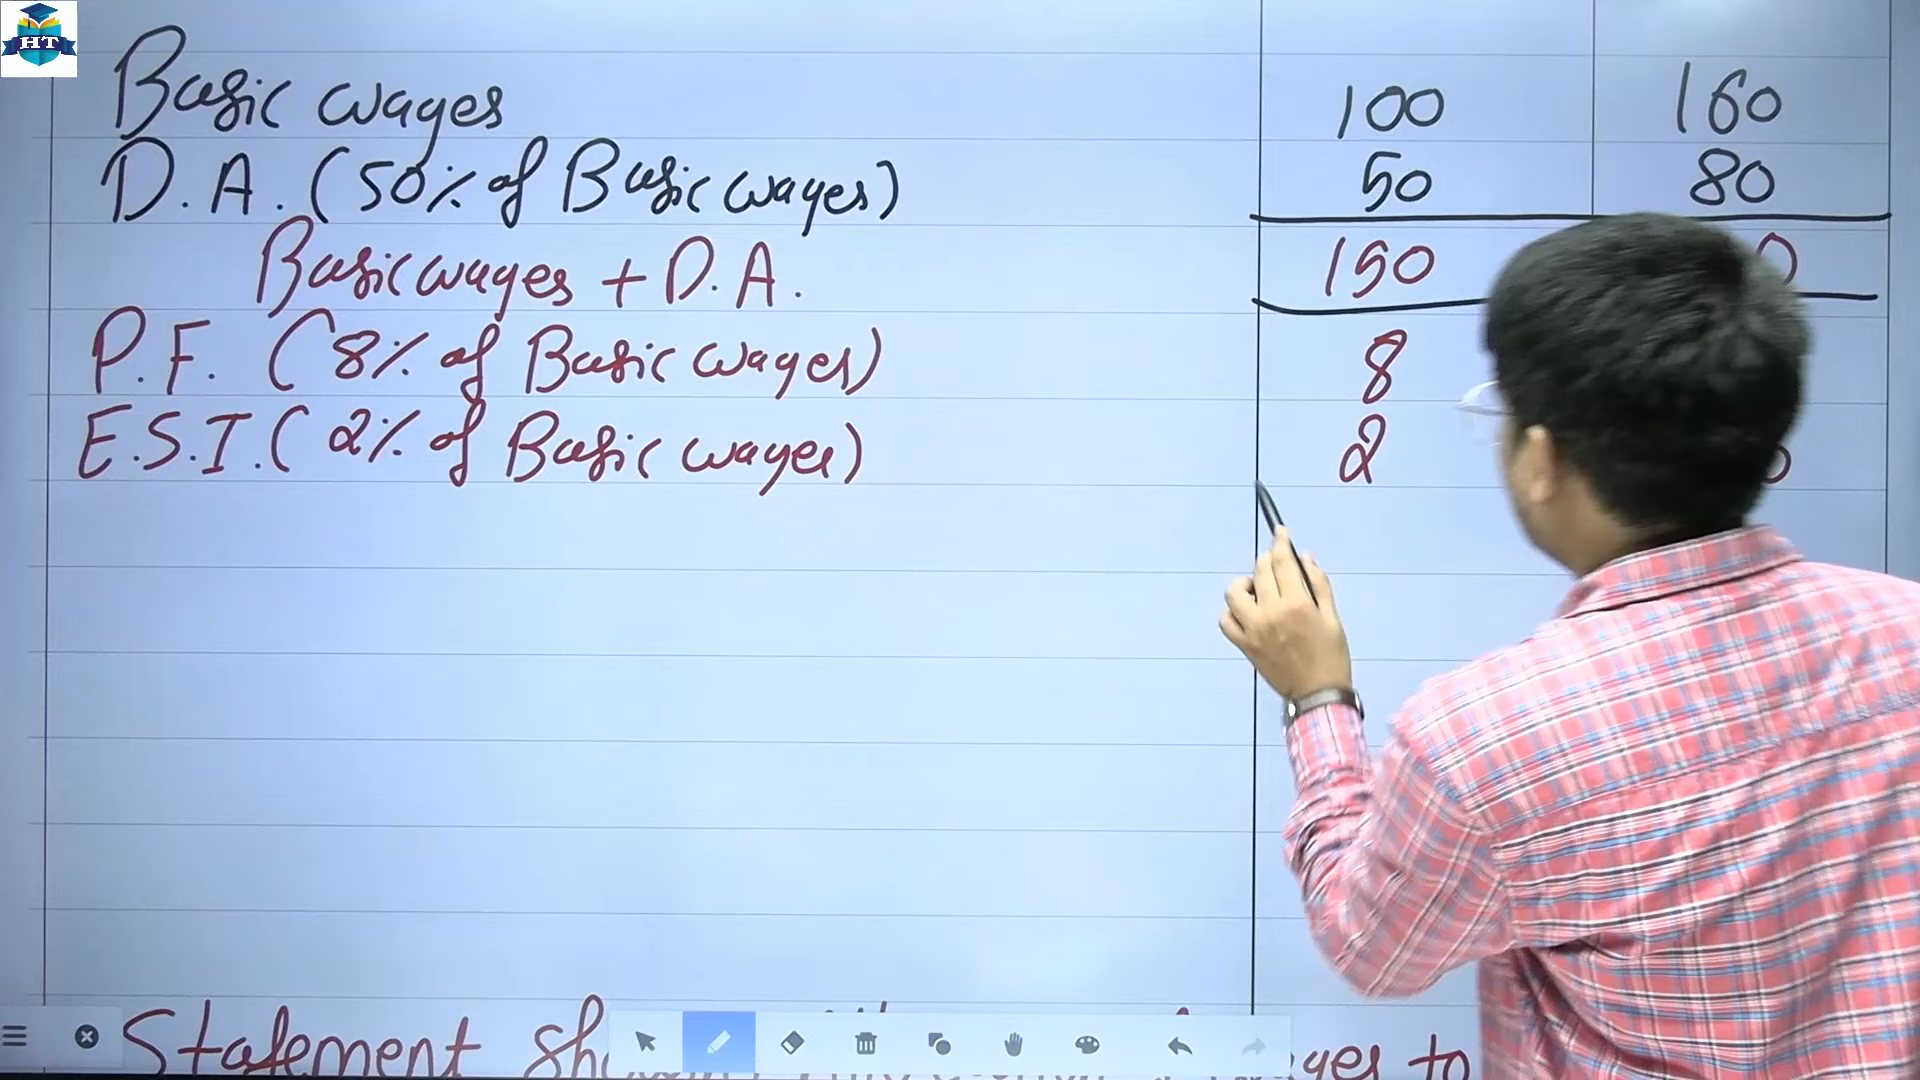 HT
Basic wages 100 160
D.A. (50% of Basic wages) 50 80
Basic wages + D.A. 150
P.F. (8% of Basic wages) 8
E.S.I. (2% of Basic wages) 2
Statement to